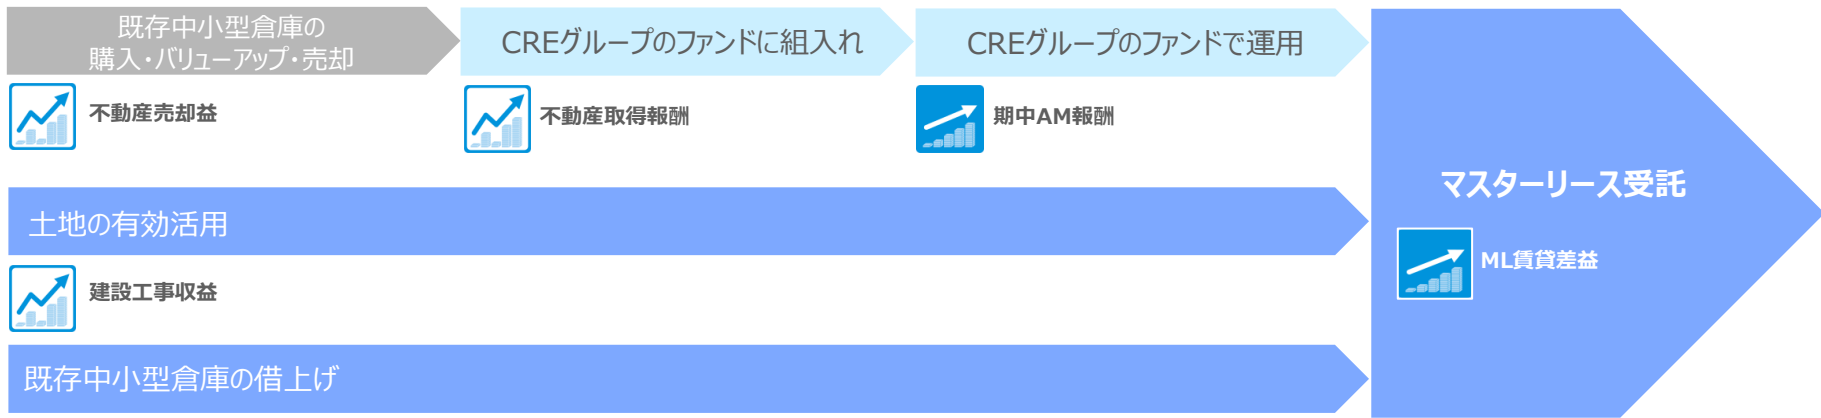 既存中小型倉庫の
購入・バリューアップ・売却
CREグループのファンドに組入れ
CREグループのファンドで運用
不動産売却益
不動産取得報酬
期中AM報酬
マスターリース受託
土地の有効活用
ML賃貸差益
建設工事収益
既存中小型倉庫の借上げ